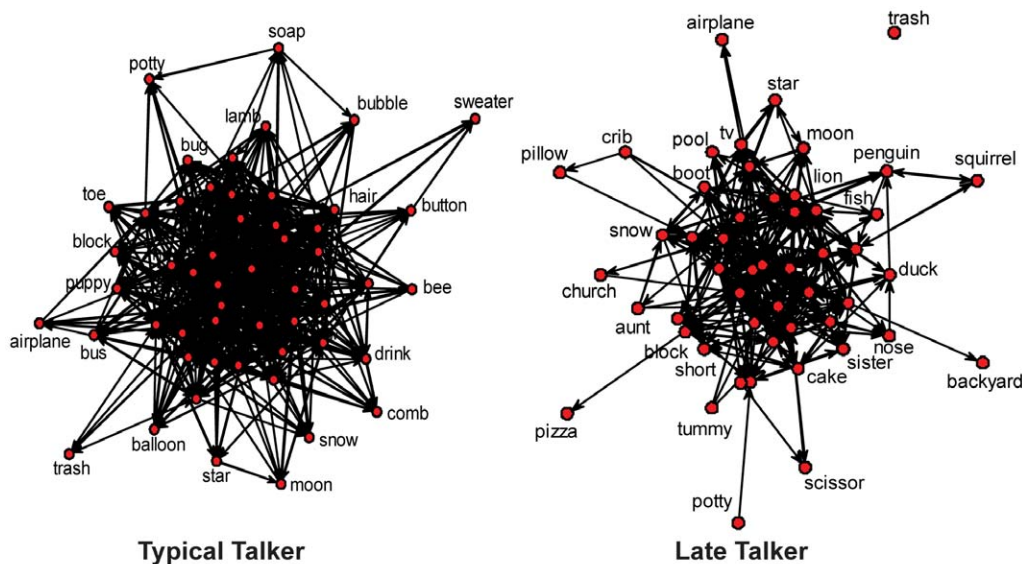 soap
potty
bubble
sweater
lamb
bug
toe
hair
button
block
puppy
bee
airplane
bus
drink
comb
balloon
snow
trash
star
moon
Typical Talker
airplane
trash
star
crib
pool
tv
moon
pillow
penguin
squirrel
boot
lion
fish
snow
church
duck
aunt
block
nose
short
sister
cake
backyard
pizza
tummy
scissor
potty
Late Talker